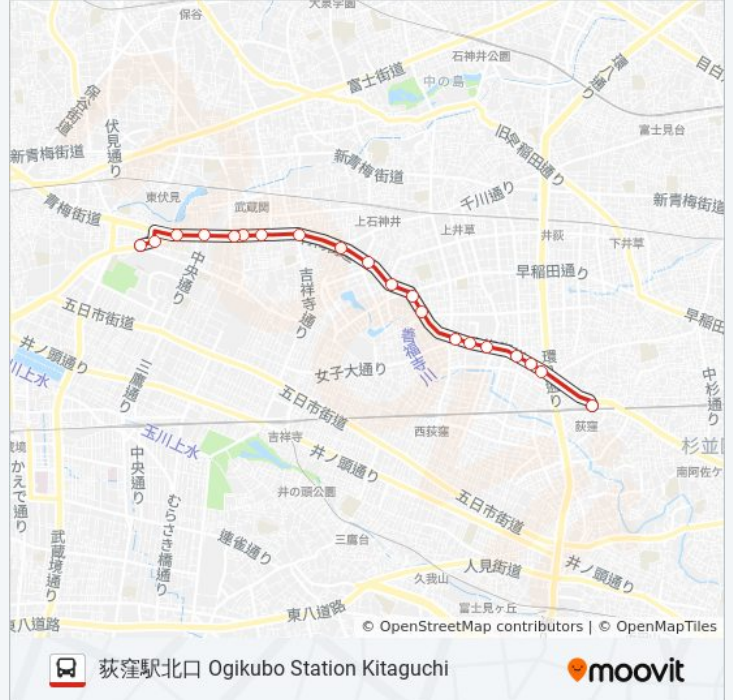 保谷
大泉学園
石神井公園
環八通り
目白
富士街道
中の島
保谷街道
伏見通り
旧早稲田通り
富士見台
新青梅街道
新青梅街道
東伏見
千川通り
新青梅街道
青梅街道
武蔵関
上石神井
上井草
井荻
下井草
中央通り
早稲田通り
吉祥寺通り
五日市街道
早稲田
井ノ頭通り
善福寺川
川上水
三鷹通り
女子大通り
中杉通り
五日市街道
荻窪
玉川上水
吉祥寺
西荻窪
杉並
境
中央通り
井ノ頭通り
南阿佐ケ
かえで通り
井の頭公園
むらさき橋通り
五日市街道
武蔵境通り
連雀通り
三鷹台
人見街道
井ノ頭通り
久我山
富士見ヶ丘
東八道路
八道路
© OpenStreetMap contributors | © OpenMapTiles
荻窪駅北口 Ogikubo Station Kitaguchi
moovit